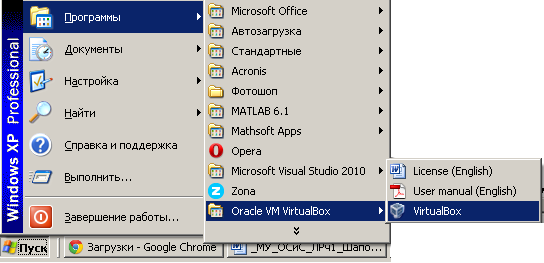 Windows XP Professional
Программы
Документы
Настройка
Найти
Справка и поддержка
Выполнить...
Завершение работы...
Microsoft Office
Автозагрузка
Стандартные
Acronis
Фотошоп
MATLAB 6.1
Mathsoft Apps
Opera
Microsoft Visual Studio 2010
Zona
Oracle VM VirtualBox
License (English)
User manual (English)
VirtualBox
Пуск
Загрузки - Google Chrome
_МУ_ОСиС_ЛРЧ1_Шапо...